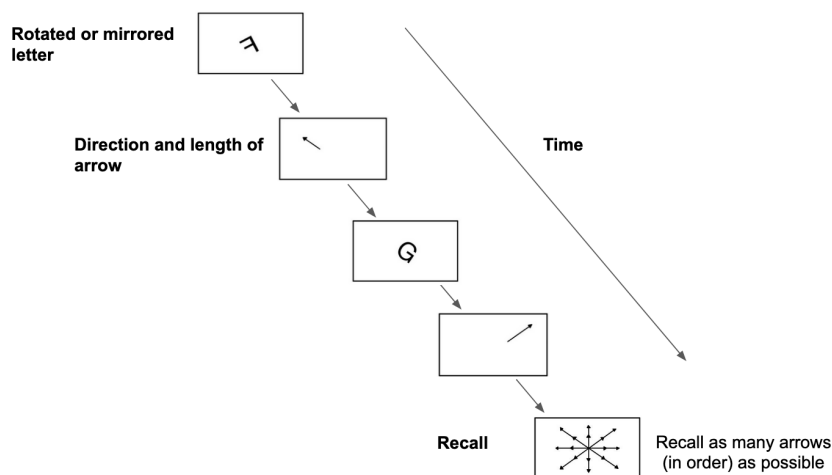 Rotated or mirrored
letter
F
Direction and length of
arrow
Time
G
Recall
Recall as many arrows
(in order) as possible